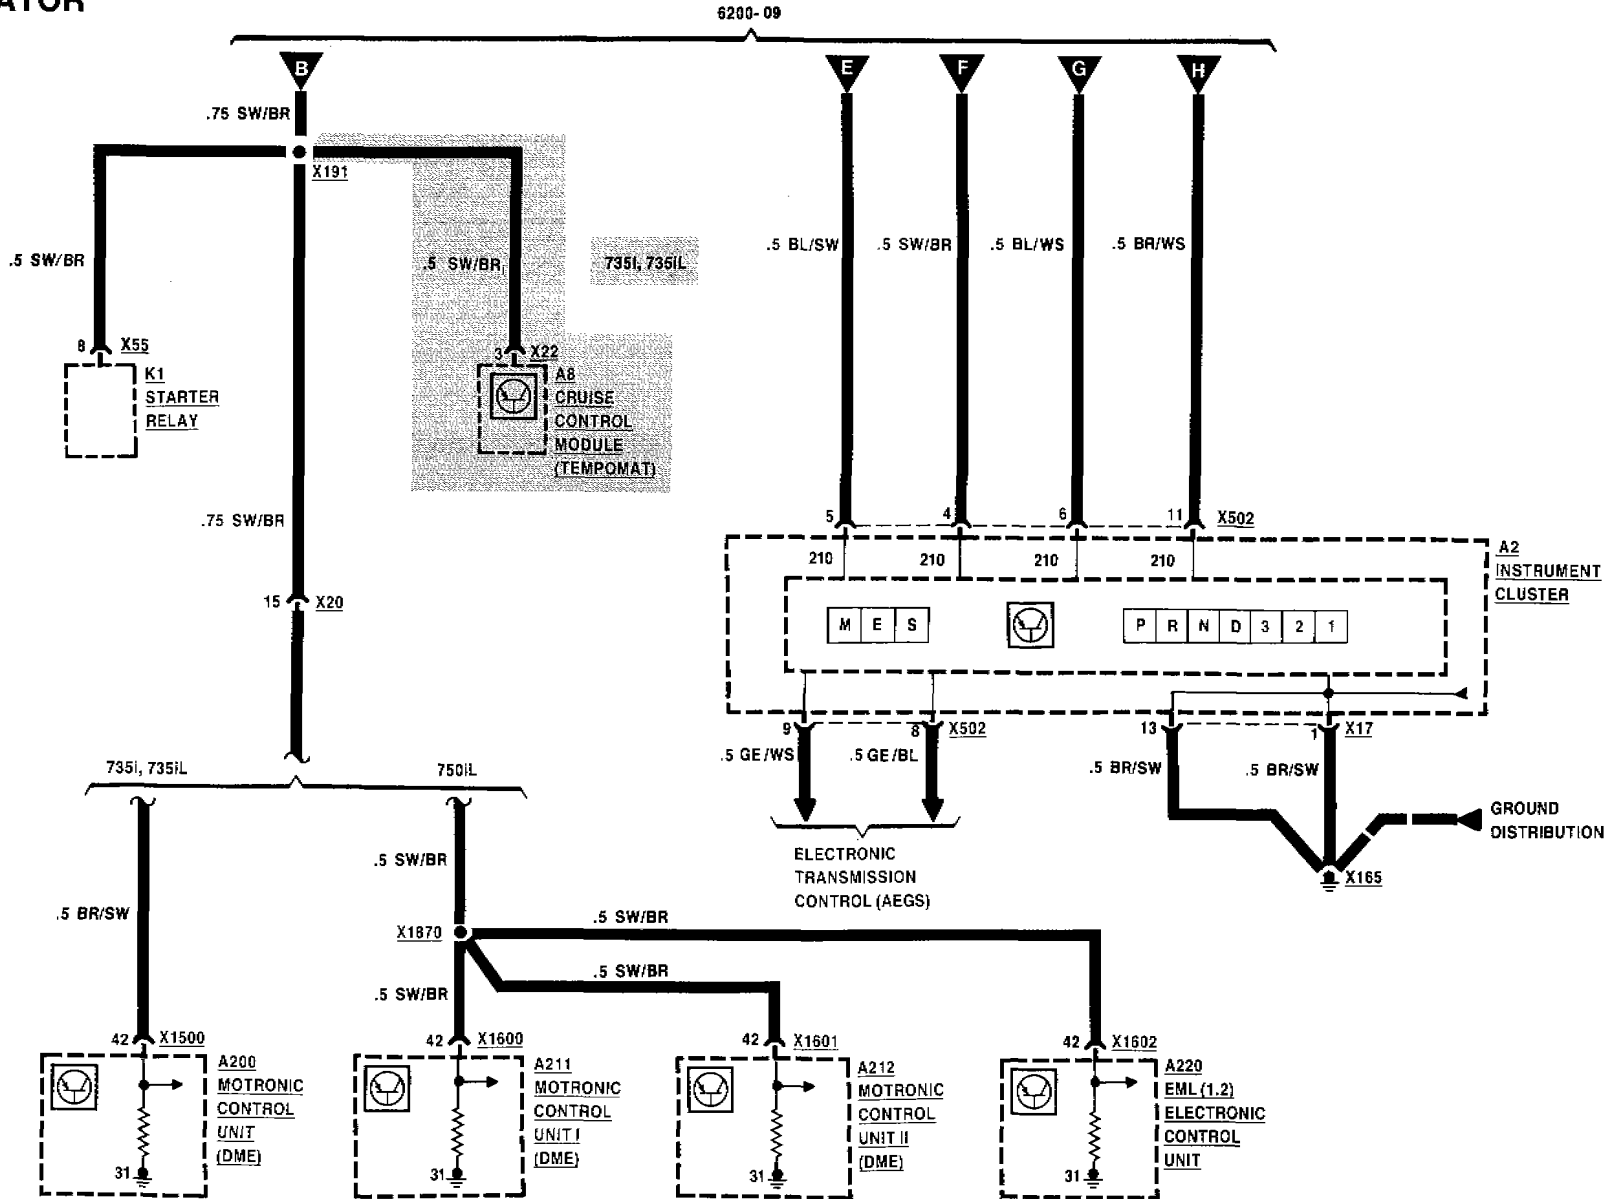 ATOR
6200-09
B
E
F
G
H
.75 SW/BR
X191
.5 SW/BR
.5 SW/BR
735i, 735iL
.5 BL/SW
.5 SW/BR
.5 BL/WS
.5 BR/WS
8
X55
K1
STARTER
RELAY
3
X22
A8
CRUISE
CONTROL
MODULE
(TEMPOMAT)
.75 SW/BR
15
X20
5
4
6
11
X502
210
210
210
210
A2
INSTRUMENT
CLUSTER
M E S
P R N D 3 2 1
9
8
X502
13
1
X17
.5 GE/WS
.5 GE/BL
.5 BR/SW
.5 BR/SW
GROUND
DISTRIBUTION
X165
ELECTRONIC
TRANSMISSION
CONTROL (AEGS)
735i, 735iL
750iL
.5 BR/SW
.5 SW/BR
X1870
.5 SW/BR
.5 SW/BR
.5 SW/BR
42
X1500
A200
MOTRONIC
CONTROL
UNIT
(DME)
31
42
X1600
A211
MOTRONIC
CONTROL
UNIT I
(DME)
31
42
X1601
A212
MOTRONIC
CONTROL
UNIT II
(DME)
31
42
X1602
A220
EML (1.2)
ELECTRONIC
CONTROL
UNIT
31